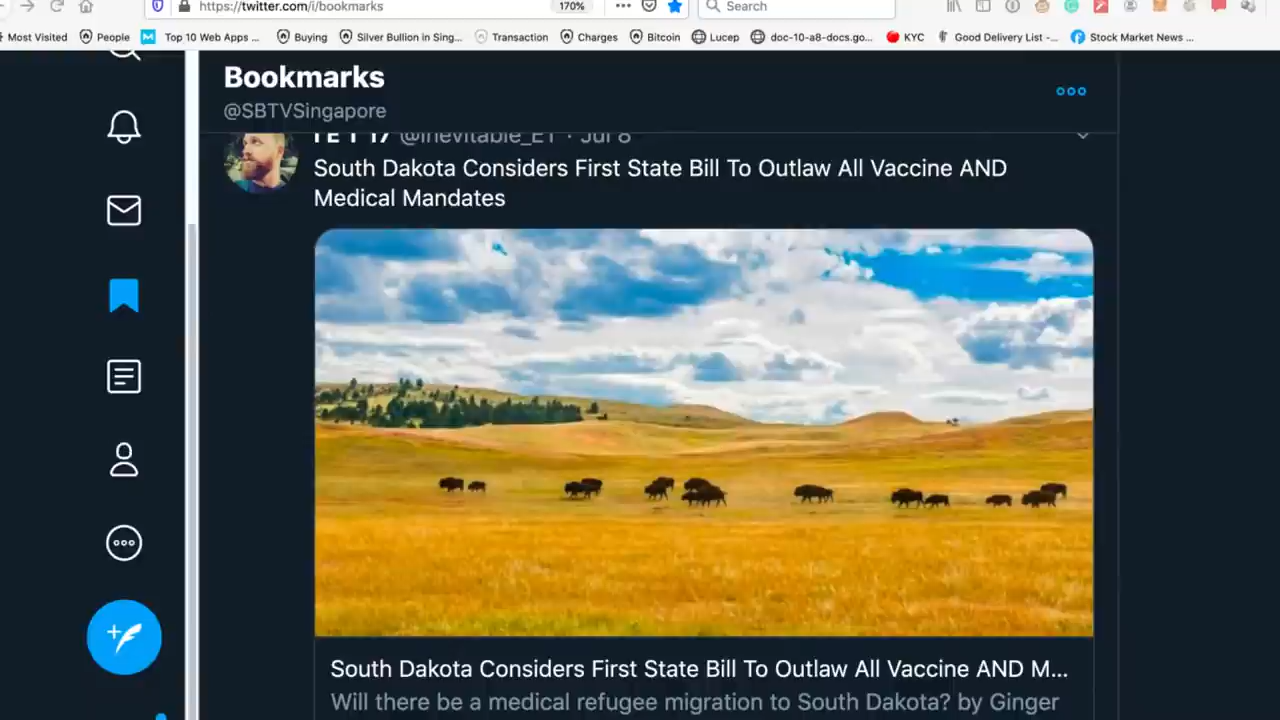 https://twitter.com/i/bookmarks
170%
Search
Most Visited
People
Top 10 Web Apps ...
Buying
Silver Bullion in Sing...
Transaction
Charges
Bitcoin
Lucep
doc-10-a8-docs.go...
KYC
Good Delivery List -...
Stock Market News ...
Bookmarks
@SBTVSingapore
@Inevitable_ET · Jul 8
South Dakota Considers First State Bill To Outlaw All Vaccine AND
Medical Mandates
South Dakota Considers First State Bill To Outlaw All Vaccine AND M...
Will there be a medical refugee migration to South Dakota? by Ginger